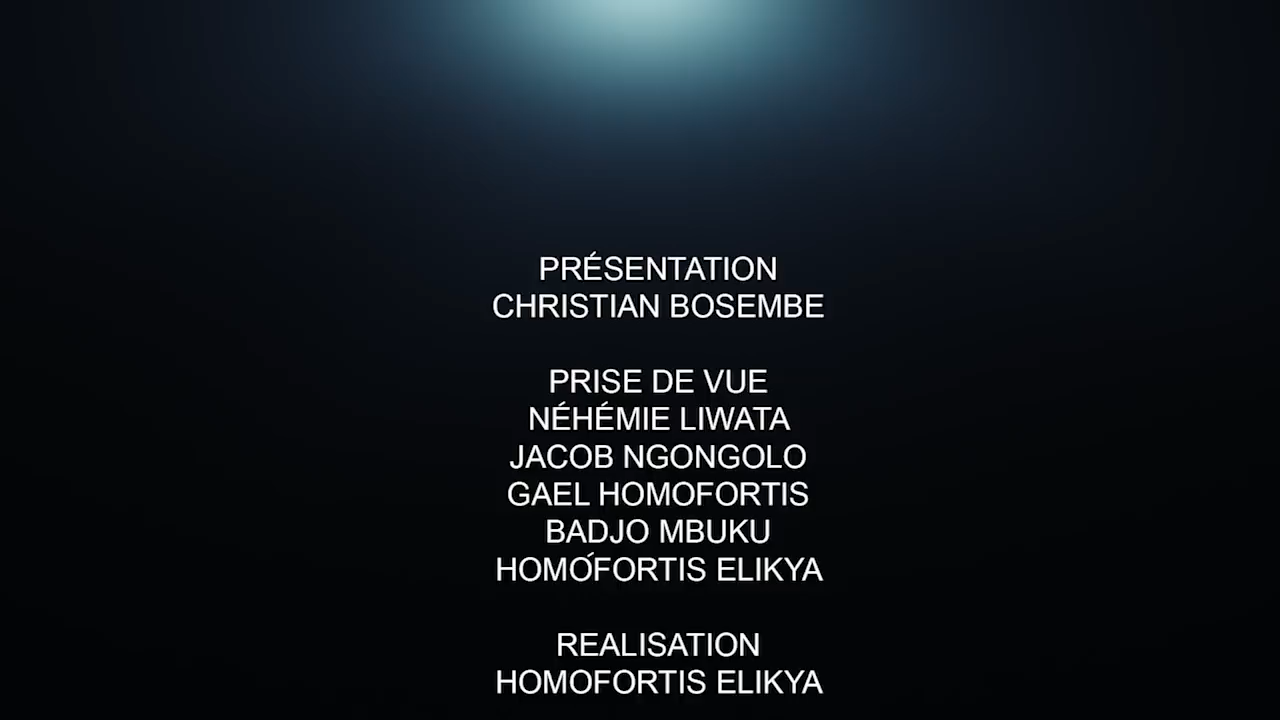 PRÉSENTATION
CHRISTIAN BOSEMBE
PRISE DE VUE
NÉHÉMIE LIWATA
JACOB NGONGOLO
GAEL HOMOFORTIS
BADJO MBUKU
HOMÓFORTIS ELIKYA
REALISATION
HOMOFORTIS ELIKYA